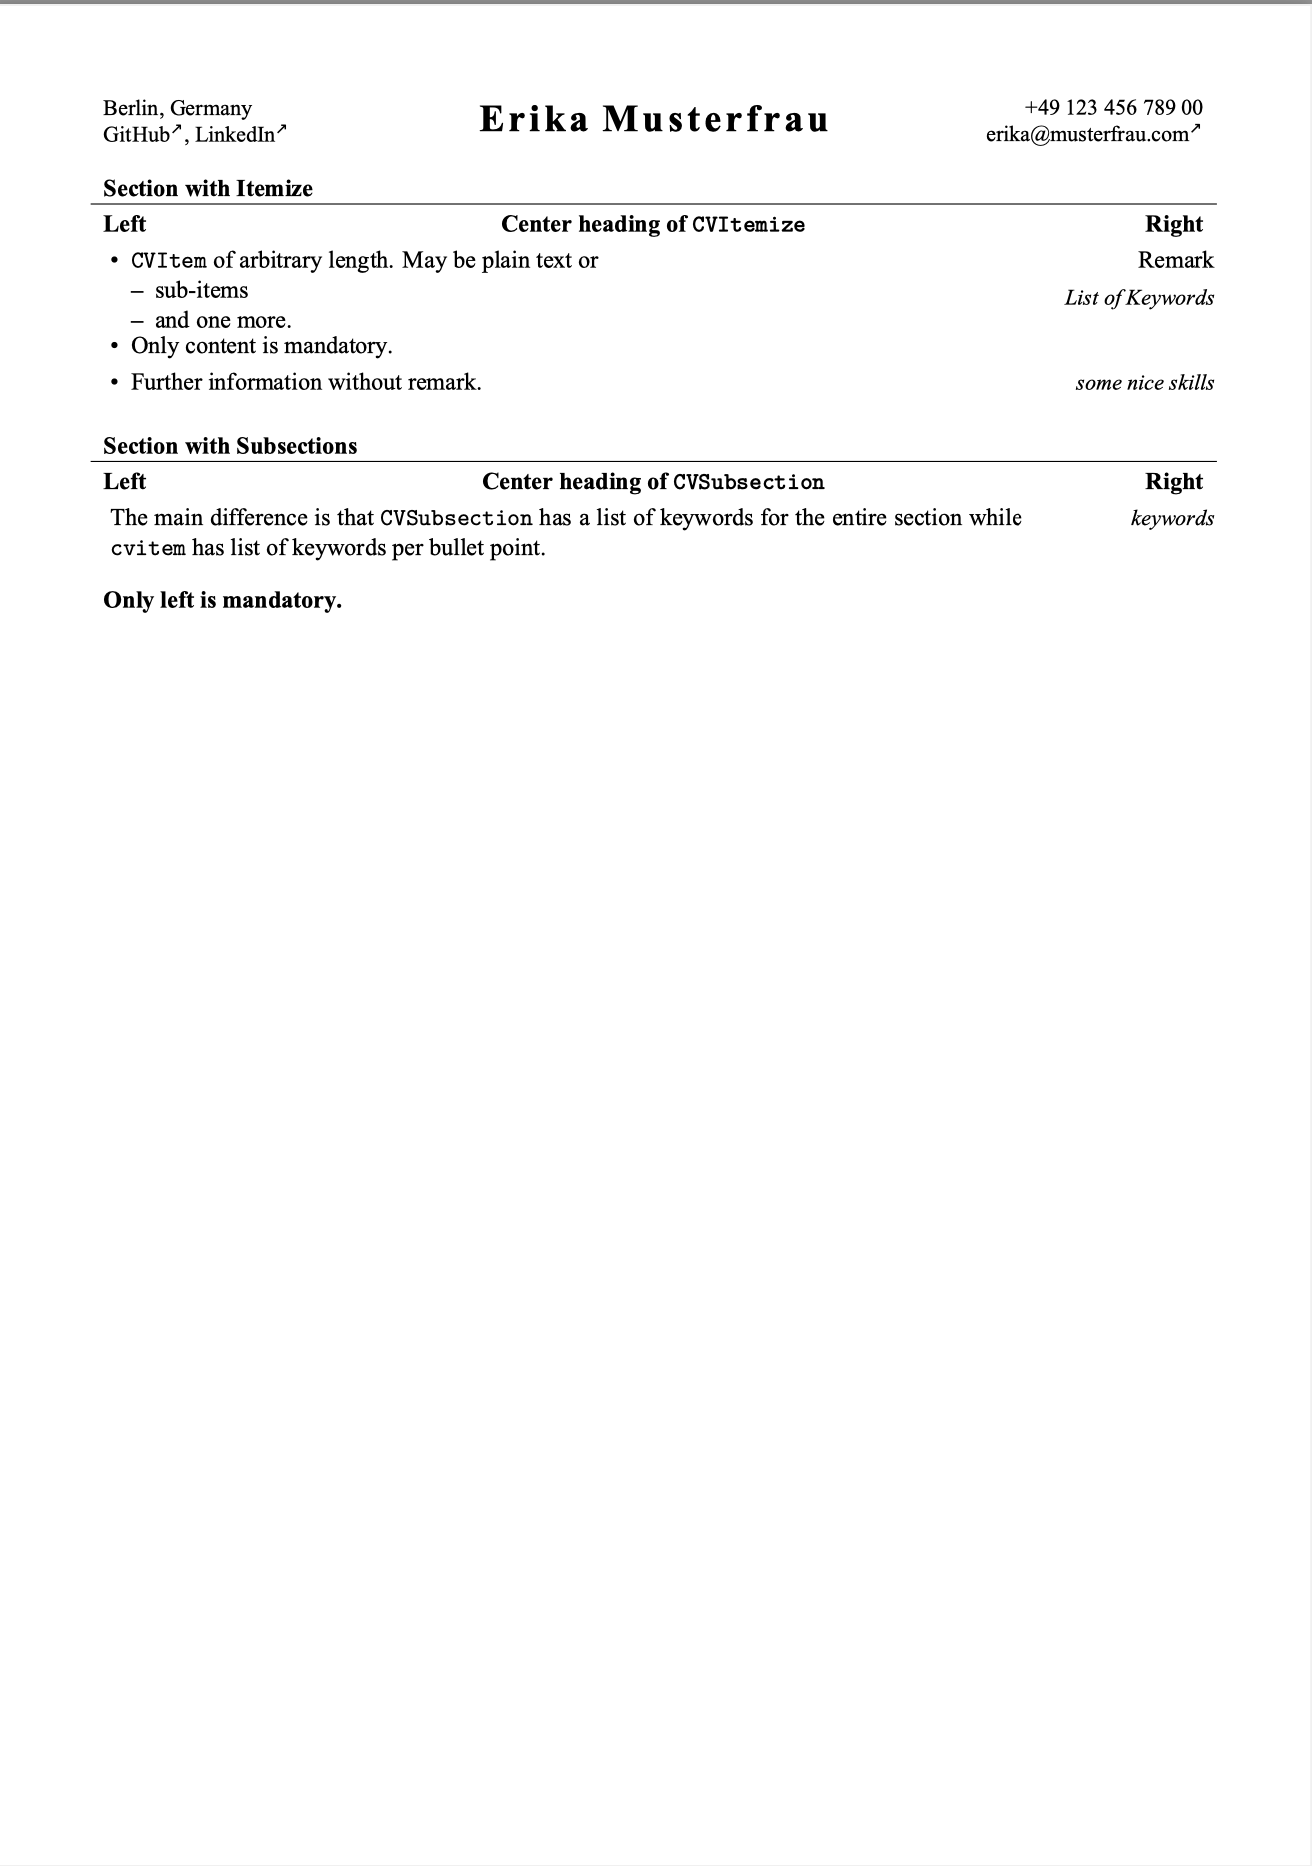 Berlin, Germany
GitHub↗, LinkedIn↗
Erika Musterfrau
+49 123 456 789 00
erika@musterfrau.com↗
Section with Itemize
Left Center heading of CVItemize Right
• CVItem of arbitrary length. May be plain text or Remark
– sub-items List of Keywords
– and one more.
• Only content is mandatory.
• Further information without remark. some nice skills
Section with Subsections
Left Center heading of CVSubsection Right
The main difference is that CVSubsection has a list of keywords for the entire section while keywords
cvitem has list of keywords per bullet point.
Only left is mandatory.